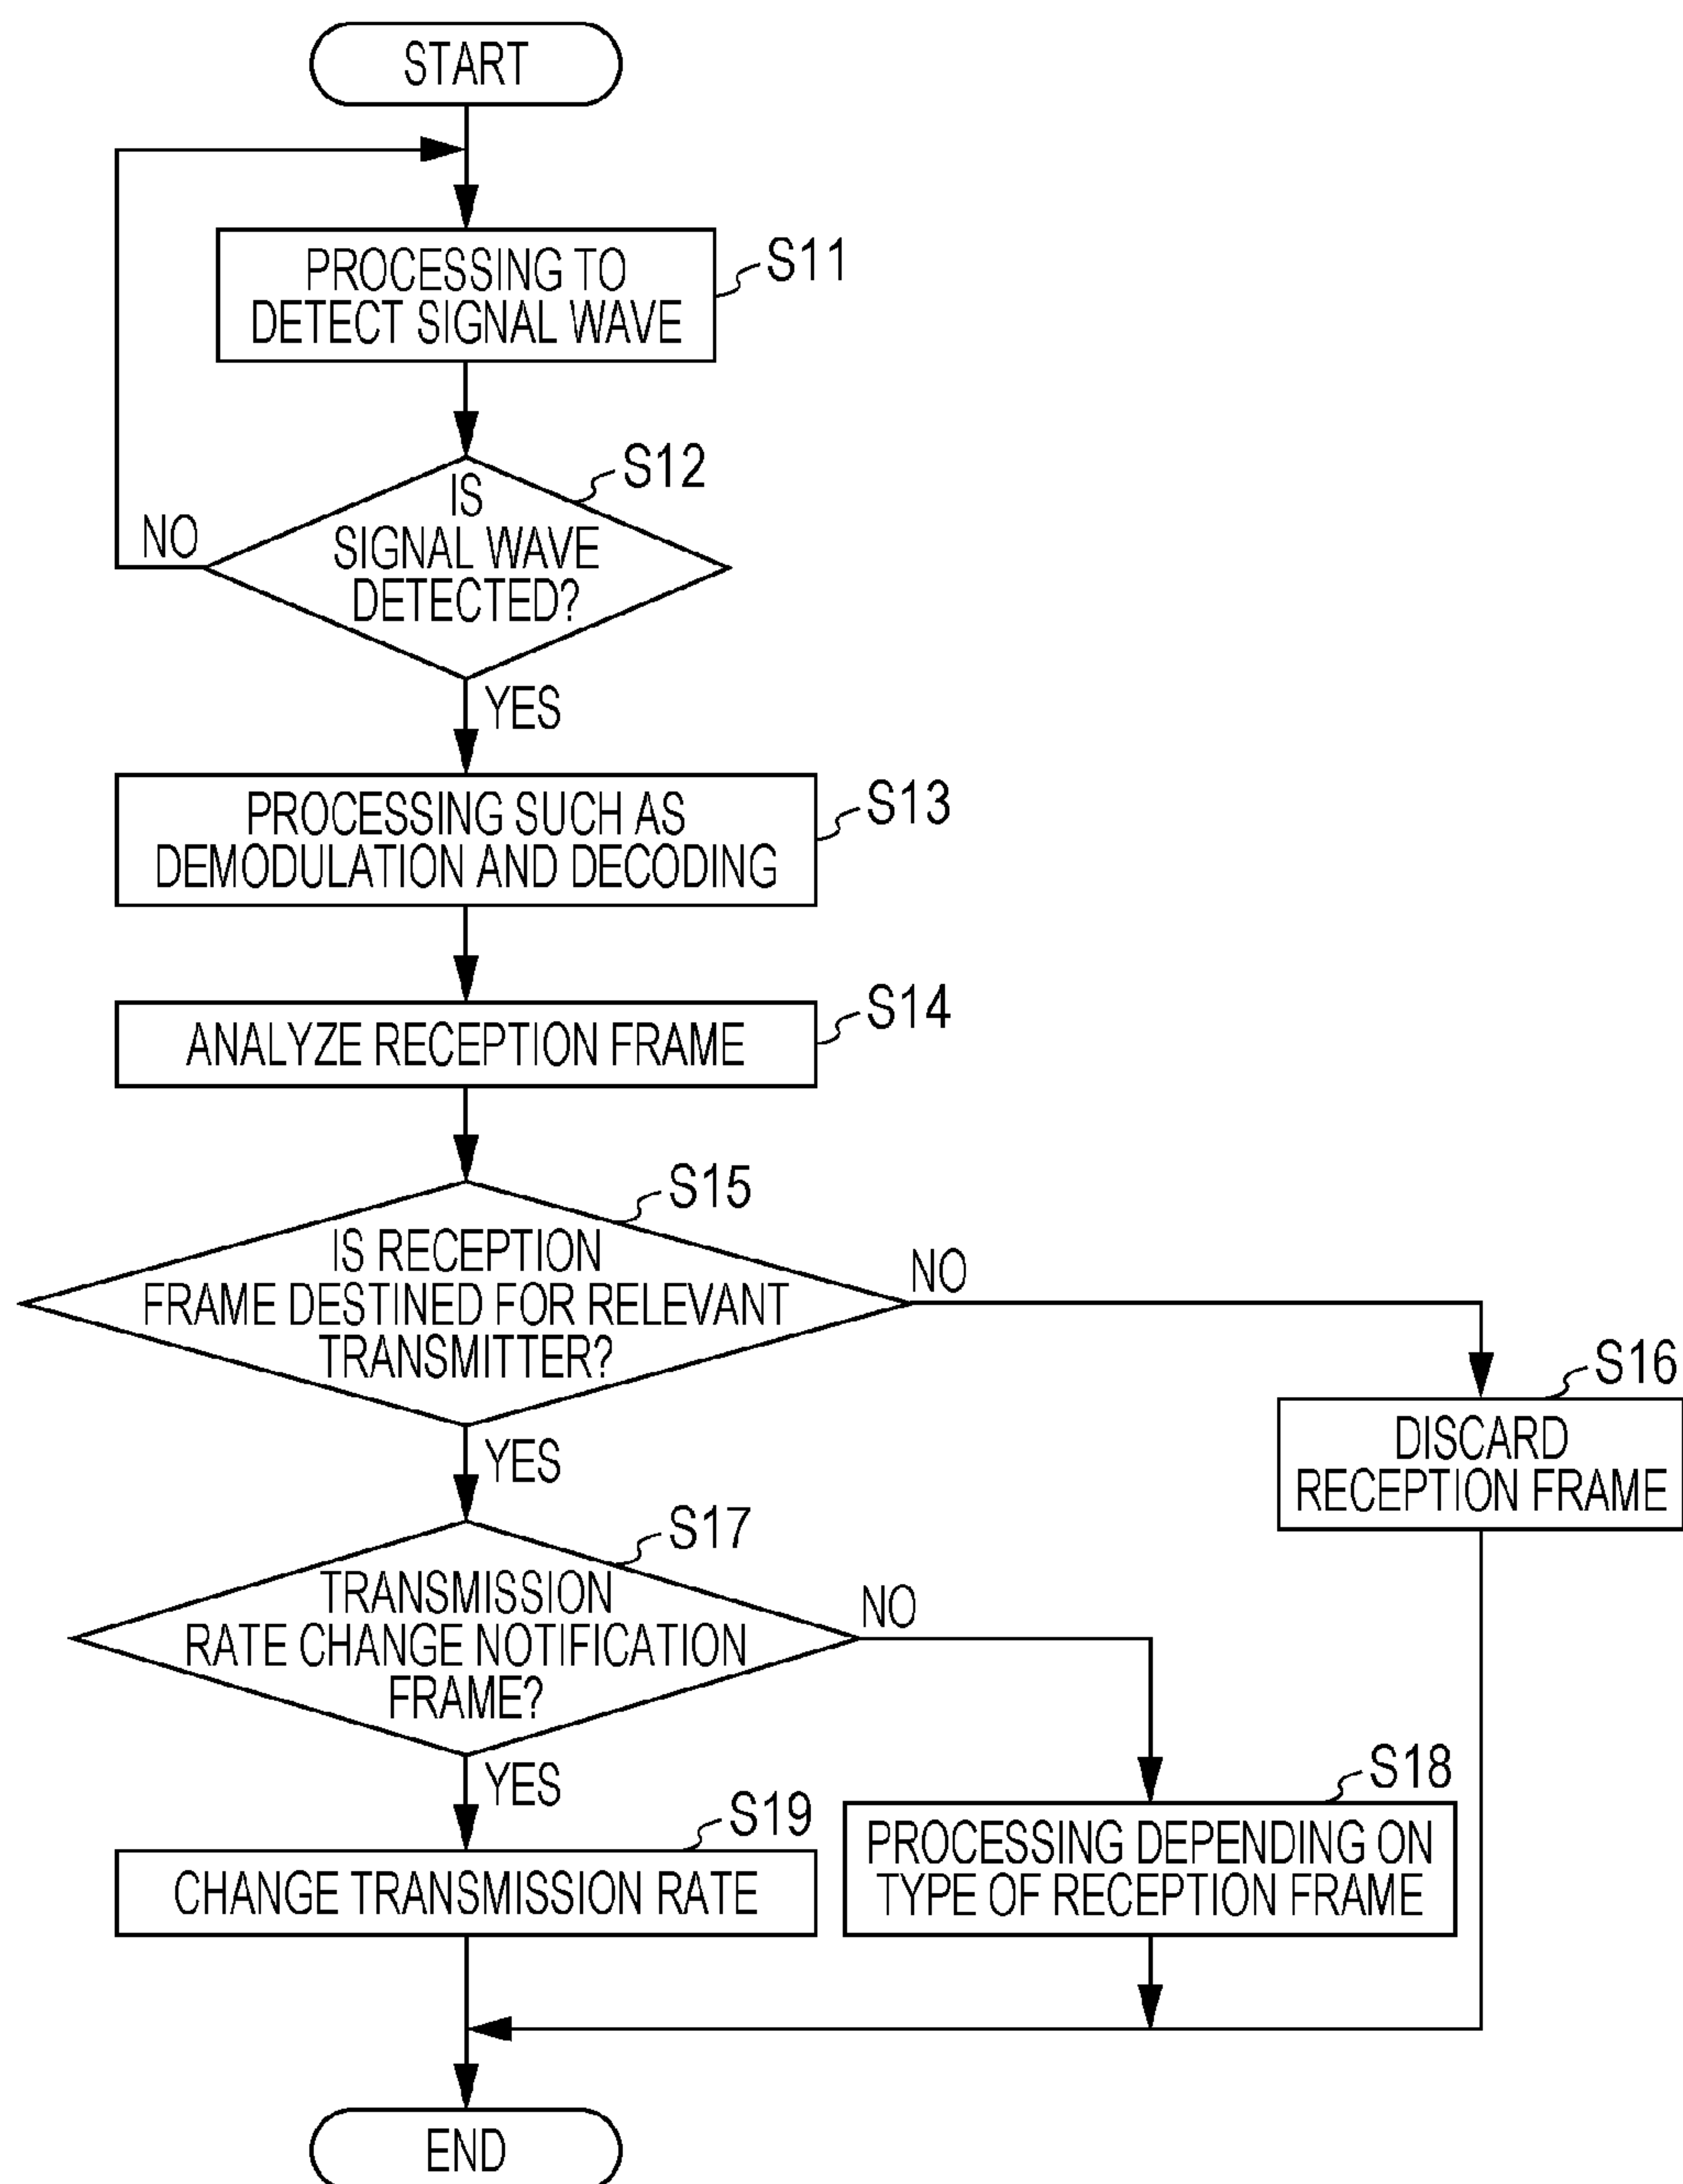 START
PROCESSING TO
DETECT SIGNAL WAVE
S11
IS
SIGNAL WAVE
DETECTED?
S12
NO
YES
PROCESSING SUCH AS
DEMODULATION AND DECODING
S13
ANALYZE RECEPTION FRAME
S14
IS RECEPTION
FRAME DESTINED FOR RELEVANT
TRANSMITTER?
S15
NO
YES
DISCARD
RECEPTION FRAME
S16
TRANSMISSION
RATE CHANGE NOTIFICATION
FRAME?
S17
NO
YES
PROCESSING DEPENDING ON
TYPE OF RECEPTION FRAME
S18
CHANGE TRANSMISSION RATE
S19
END